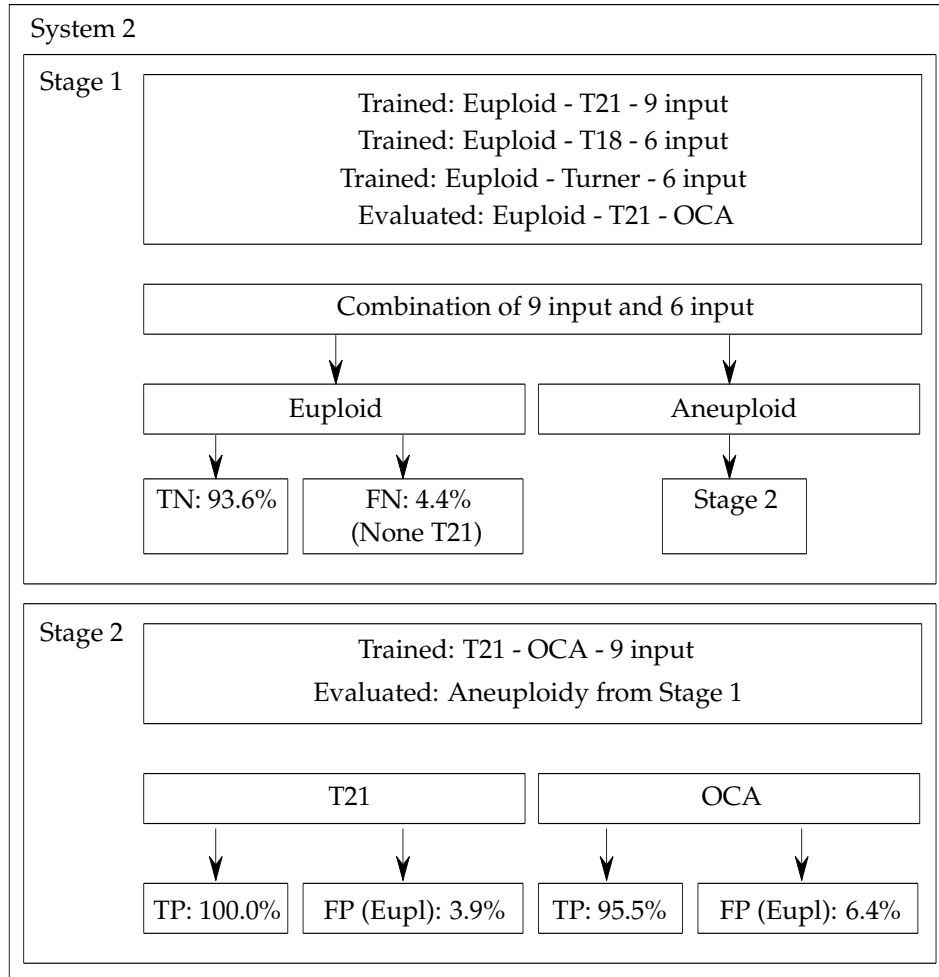 System 2
Stage 1
Trained: Euploid - T21 - 9 input
Trained: Euploid - T18 - 6 input
Trained: Euploid - Turner - 6 input
Evaluated: Euploid - T21 - OCA
Combination of 9 input and 6 input
Euploid
Aneuploid
TN: 93.6%
FN: 4.4%
(None T21)
Stage 2
Stage 2
Trained: T21 - OCA - 9 input
Evaluated: Aneuploidy from Stage 1
T21
OCA
TP: 100.0%
FP (Eupl): 3.9%
TP: 95.5%
FP (Eupl): 6.4%